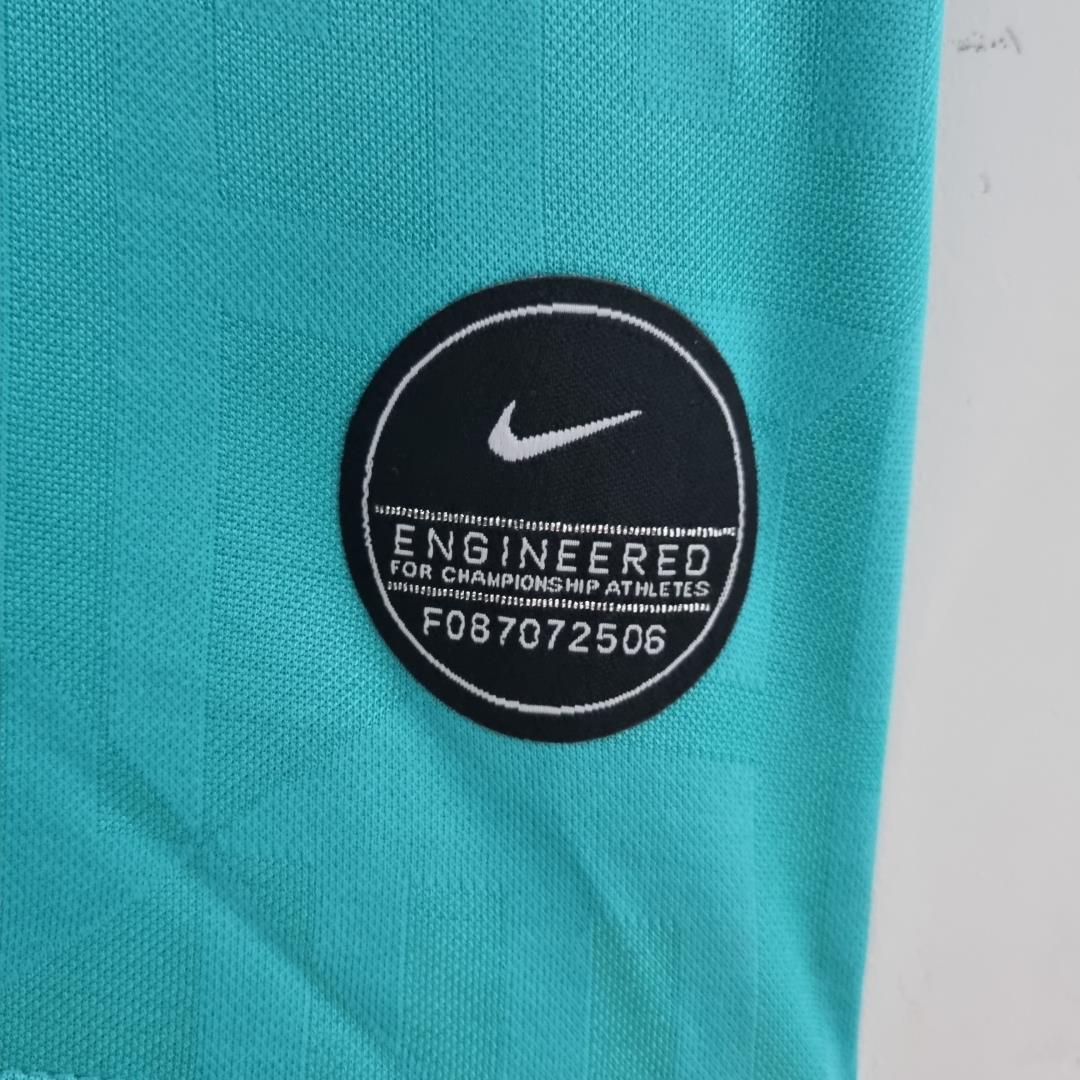 ENGINEERED
FOR CHAMPIONSHIP ATHLETES
F087072506